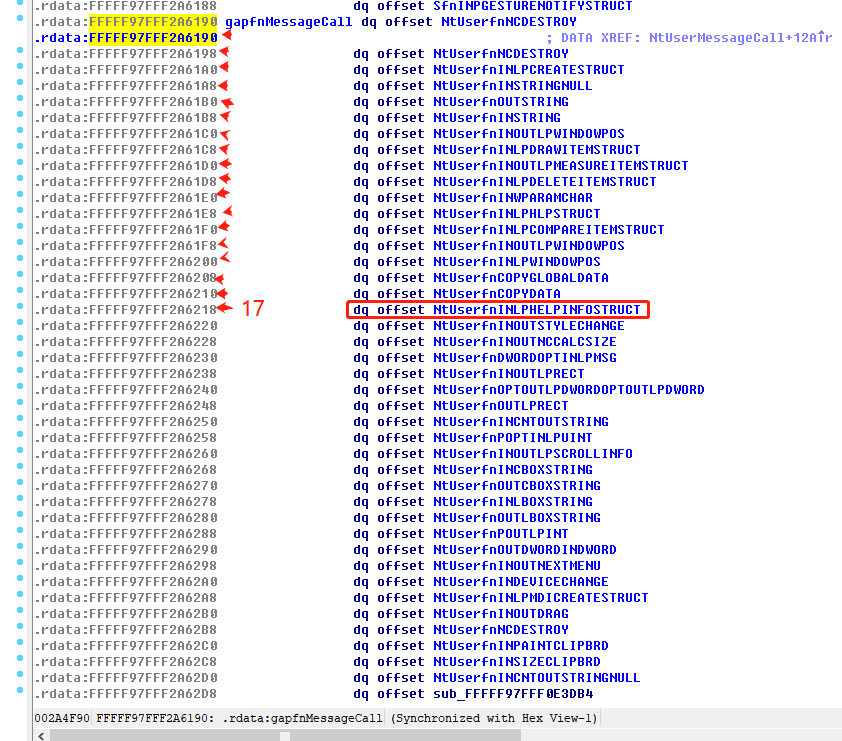 .rdata:FFFFF97FFF2A6188 dq offset SfnINPGESTURENOTIFYSTRUCT
.rdata:FFFFF97FFF2A6190 gapfnMessageCall dq offset NtUserfnNCDESTROY
.rdata:FFFFF97FFF2A6190 ; DATA XREF: NtUserMessageCall+12A↑r
.rdata:FFFFF97FFF2A6198 dq offset NtUserfnNCDESTROY
.rdata:FFFFF97FFF2A61A0 dq offset NtUserfnINLPCREATESTRUCT
.rdata:FFFFF97FFF2A61A8 dq offset NtUserfnINSTRINGNULL
.rdata:FFFFF97FFF2A61B0 dq offset NtUserfnOUTSTRING
.rdata:FFFFF97FFF2A61B8 dq offset NtUserfnINSTRING
.rdata:FFFFF97FFF2A61C0 dq offset NtUserfnINOUTLPWINDOWPOS
.rdata:FFFFF97FFF2A61C8 dq offset NtUserfnINLPDRAWITEMSTRUCT
.rdata:FFFFF97FFF2A61D0 dq offset NtUserfnINOUTLPMEASUREITEMSTRUCT
.rdata:FFFFF97FFF2A61D8 dq offset NtUserfnINLPDELETEITEMSTRUCT
.rdata:FFFFF97FFF2A61E0 dq offset NtUserfnINWPARAMCHAR
.rdata:FFFFF97FFF2A61E8 dq offset NtUserfnINLPHLPSTRUCT
.rdata:FFFFF97FFF2A61F0 dq offset NtUserfnINLPCOMPAREITEMSTRUCT
.rdata:FFFFF97FFF2A61F8 dq offset NtUserfnINOUTLPWINDOWPOS
.rdata:FFFFF97FFF2A6200 dq offset NtUserfnINLPWINDOWPOS
.rdata:FFFFF97FFF2A6208 dq offset NtUserfnCOPYGLOBALDATA
.rdata:FFFFF97FFF2A6210 dq offset NtUserfnCOPYDATA
.rdata:FFFFF97FFF2A6218 17 dq offset NtUserfnINLPHELPINFOSTRUCT
.rdata:FFFFF97FFF2A6220 dq offset NtUserfnINOUTSTYLECHANGE
.rdata:FFFFF97FFF2A6228 dq offset NtUserfnINOUTNCCALCSIZE
.rdata:FFFFF97FFF2A6230 dq offset NtUserfnDWORDOPTINLPMSG
.rdata:FFFFF97FFF2A6238 dq offset NtUserfnINOUTLPRECT
.rdata:FFFFF97FFF2A6240 dq offset NtUserfnOPTOUTLPDWORDOPTOUTLPDWORD
.rdata:FFFFF97FFF2A6248 dq offset NtUserfnOUTLPRECT
.rdata:FFFFF97FFF2A6250 dq offset NtUserfnINCNTOUTSTRING
.rdata:FFFFF97FFF2A6258 dq offset NtUserfnPOPTINLPUINT
.rdata:FFFFF97FFF2A6260 dq offset NtUserfnINOUTLPSCROLLINFO
.rdata:FFFFF97FFF2A6268 dq offset NtUserfnINCBOXSTRING
.rdata:FFFFF97FFF2A6270 dq offset NtUserfnOUTCBOXSTRING
.rdata:FFFFF97FFF2A6278 dq offset NtUserfnINLBOXSTRING
.rdata:FFFFF97FFF2A6280 dq offset NtUserfnOUTLBOXSTRING
.rdata:FFFFF97FFF2A6288 dq offset NtUserfnPOUTLPINT
.rdata:FFFFF97FFF2A6290 dq offset NtUserfnOUTDWORDINDWORD
.rdata:FFFFF97FFF2A6298 dq offset NtUserfnINOUTNEXTMENU
.rdata:FFFFF97FFF2A62A0 dq offset NtUserfnINDEVICECHANGE
.rdata:FFFFF97FFF2A62A8 dq offset NtUserfnINLPMDICREATESTRUCT
.rdata:FFFFF97FFF2A62B0 dq offset NtUserfnINOUTDRAG
.rdata:FFFFF97FFF2A62B8 dq offset NtUserfnNCDESTROY
.rdata:FFFFF97FFF2A62C0 dq offset NtUserfnINPAINTCLIPBRD
.rdata:FFFFF97FFF2A62C8 dq offset NtUserfnINSIZECLIPBRD
.rdata:FFFFF97FFF2A62D0 dq offset NtUserfnINCNTOUTSTRINGNULL
.rdata:FFFFF97FFF2A62D8 dq offset sub_FFFFF97FFF0E3DB4
002A4F90 FFFFF97FFF2A6190: .rdata:gapfnMessageCall (Synchronized with Hex View-1)